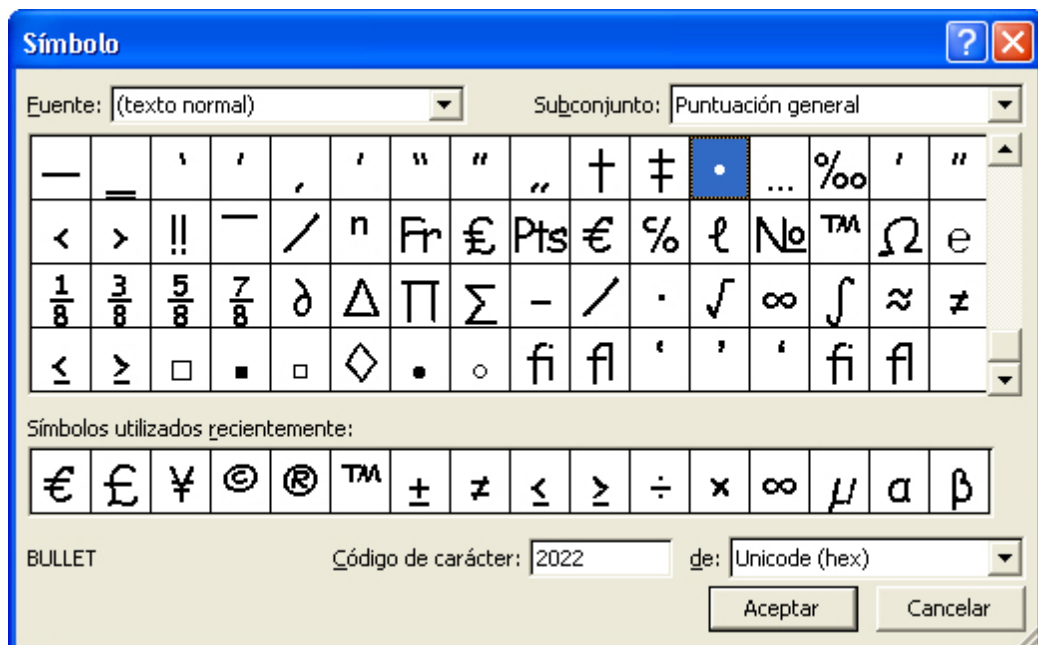 Símbolo
Fuente: (texto normal) Subconjunto: Puntuación general
— ‗ ‛ ′ ‚ ′ “ ” „ † ‡ • … ‰ ′ ″
‹ › ‼ ‾ ⁄ ⁿ ₣ ₤ ₧ € ℅ ℓ № ™ Ω ℮
⅛ ⅜ ⅝ ⅞ ∂ ∆ ∏ ∑ − ∕ ∙ √ ∞ ∫ ≈ ≠
≤ ≥ □ ▪ ▫ ◊ ● ◦ fi fl ‘ ’ ‘ fi fl
Símbolos utilizados recientemente:
€ £ ¥ © ® ™ ± ≠ ≤ ≥ ÷ × ∞ µ α β
BULLET Código de carácter: 2022 de: Unicode (hex)
Aceptar Cancelar